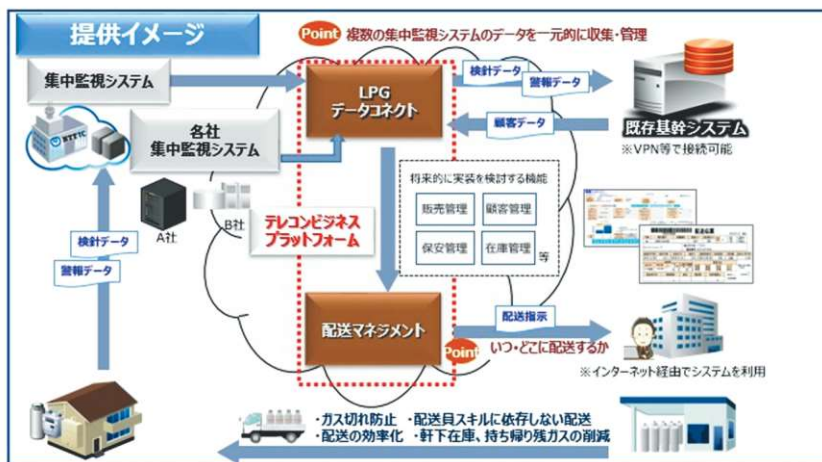 提供イメージ
Point 複数の集中監視システムのデータを一元的に収集・管理
集中監視システム
LPG
データコネクト
検針データ
警報データ
顧客データ
既存基幹システム
※VPN等で接続可能
NTTTC
各社
集中監視システム
A社
B社
テレコンビジネス
プラットフォーム
将来的に実装を検討する機能
販売管理
顧客管理
保安管理
在庫管理
等
検針データ
警報データ
配送マネジメント
配送指示
Point いつ・どこに配送するか
※インターネット経由でシステムを利用
・ガス切れ防止 ・配送員スキルに依存しない配送
・配送の効率化 ・軒下在庫、持ち帰り残ガスの削減